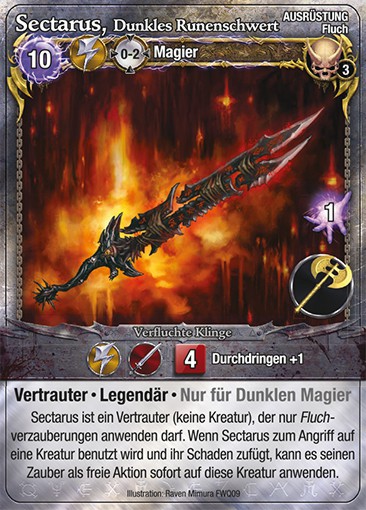 Sectarus, Dunkles Runenschwert
AUSRÜSTUNG
Fluch
10
0-2
Magier
3
1
Verfluchte Klinge
4 Durchdringen +1
Vertrauter • Legendär • Nur für Dunklen Magier
Sectarus ist ein Vertrauter (keine Kreatur), der nur Fluch-
verzauberungen anwenden darf. Wenn Sectarus zum Angriff auf
eine Kreatur benutzt wird und ihr Schaden zufügt, kann es seinen
Zauber als freie Aktion sofort auf diese Kreatur anwenden.
Illustration: Raven Mimura FWQ09